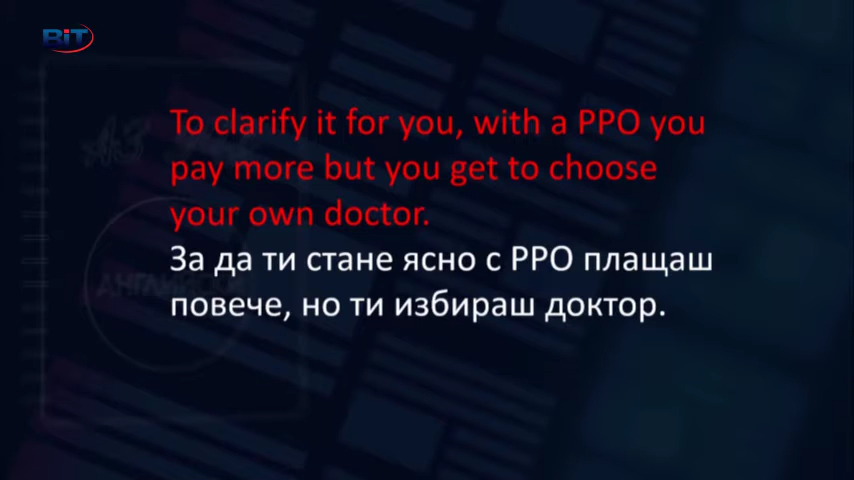 BiT
To clarify it for you, with a PPO you
pay more but you get to choose
your own doctor.
За да ти стане ясно с PPO плащаш
повече, но ти избираш доктор.